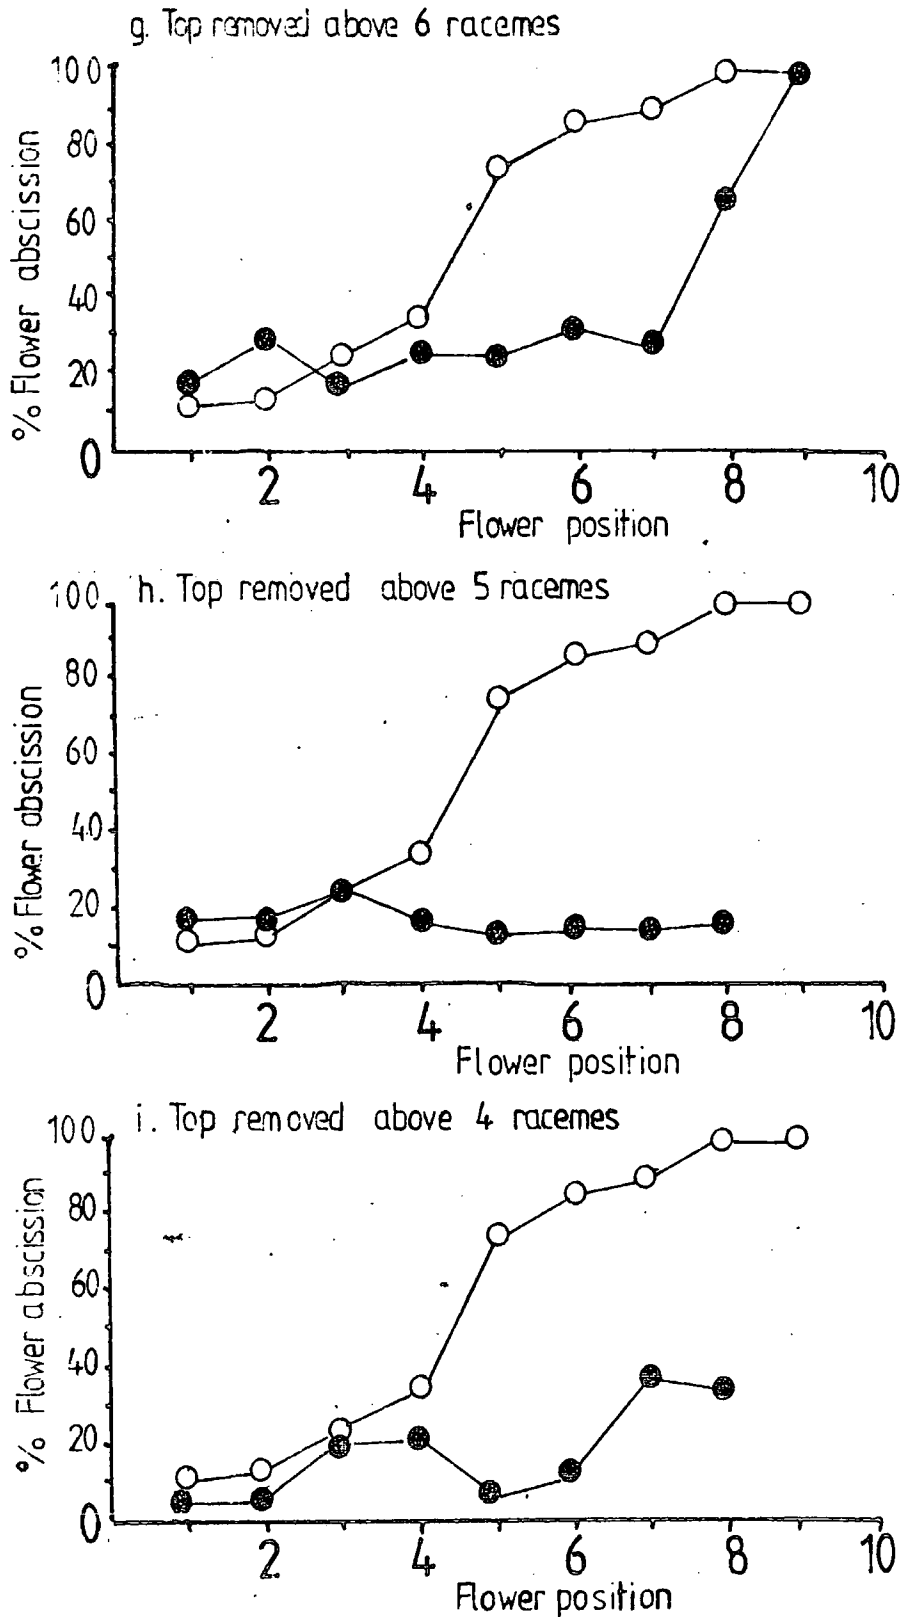 g. Top removed above 6 racemes
100
80
60
40
20
0
% Flower abscission
2 4 6 8 10
Flower position
h. Top removed above 5 racemes
100
80
60
40
20
0
% Flower abscission
2 4 6 8 10
Flower position
i. Top removed above 4 racemes
100
80
60
40
20
0
% Flower abscission
2 4 6 8 10
Flower position